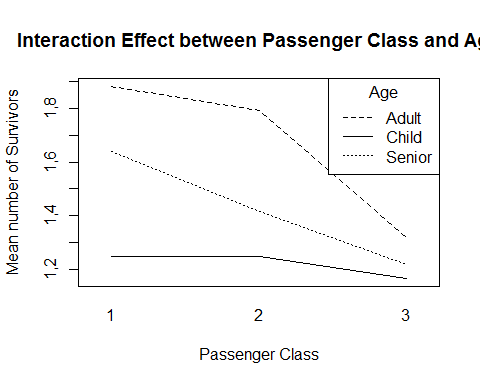 Interaction Effect between Passenger Class and Ag
Mean number of Survivors
1,8
1,6
1,4
1,2
Age
Adult
Child
Senior
1 2 3
Passenger Class